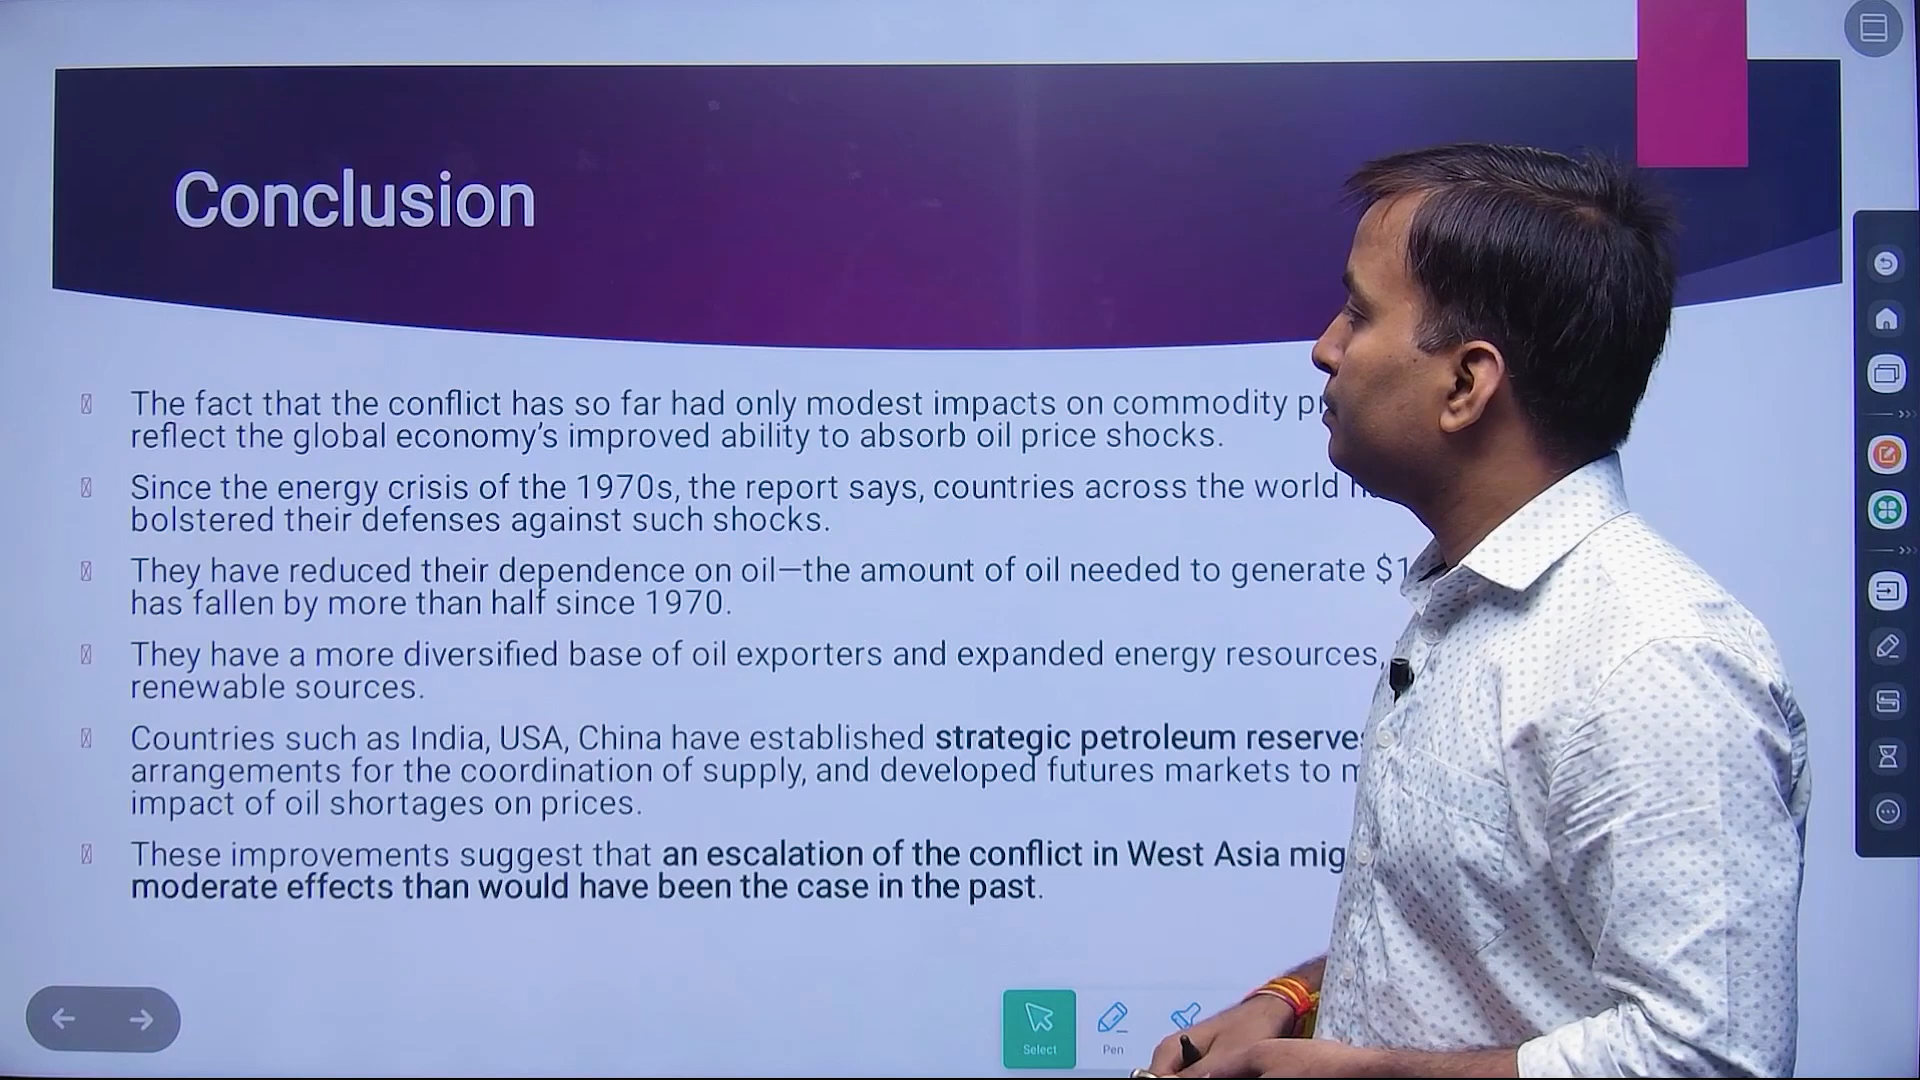 Conclusion
The fact that the conflict has so far had only modest impacts on commodity
reflect the global economy's improved ability to absorb oil price shocks.
Since the energy crisis of the 1970s, the report says, countries across the world
bolstered their defenses against such shocks.
They have reduced their dependence on oil—the amount of oil needed to generate
has fallen by more than half since 1970.
They have a more diversified base of oil exporters and expanded energy resources,
renewable sources.
Countries such as India, USA, China have established strategic petroleum
arrangements for the coordination of supply, and developed futures markets to
impact of oil shortages on prices.
These improvements suggest that an escalation of the conflict in West Asia
moderate effects than would have been the case in the past.
Select
Pen